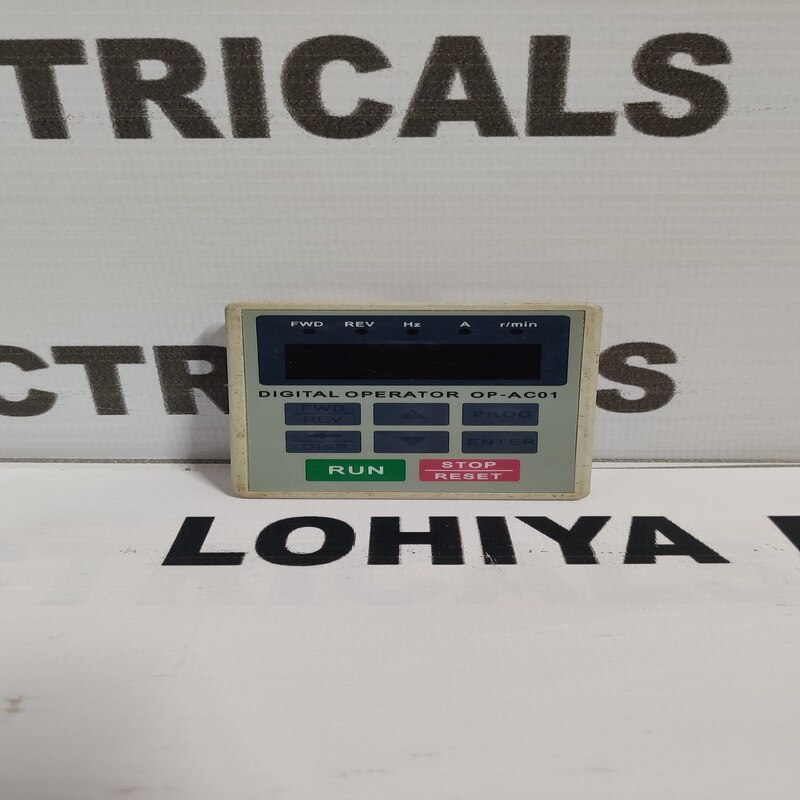 TRICALS
CTR
S
FWD REV Hz A r/min
DIGITAL OPERATOR OP-AC01
FWD
REV
PROG
DISP
ENTER
RUN
STOP
RESET
LOHIYA